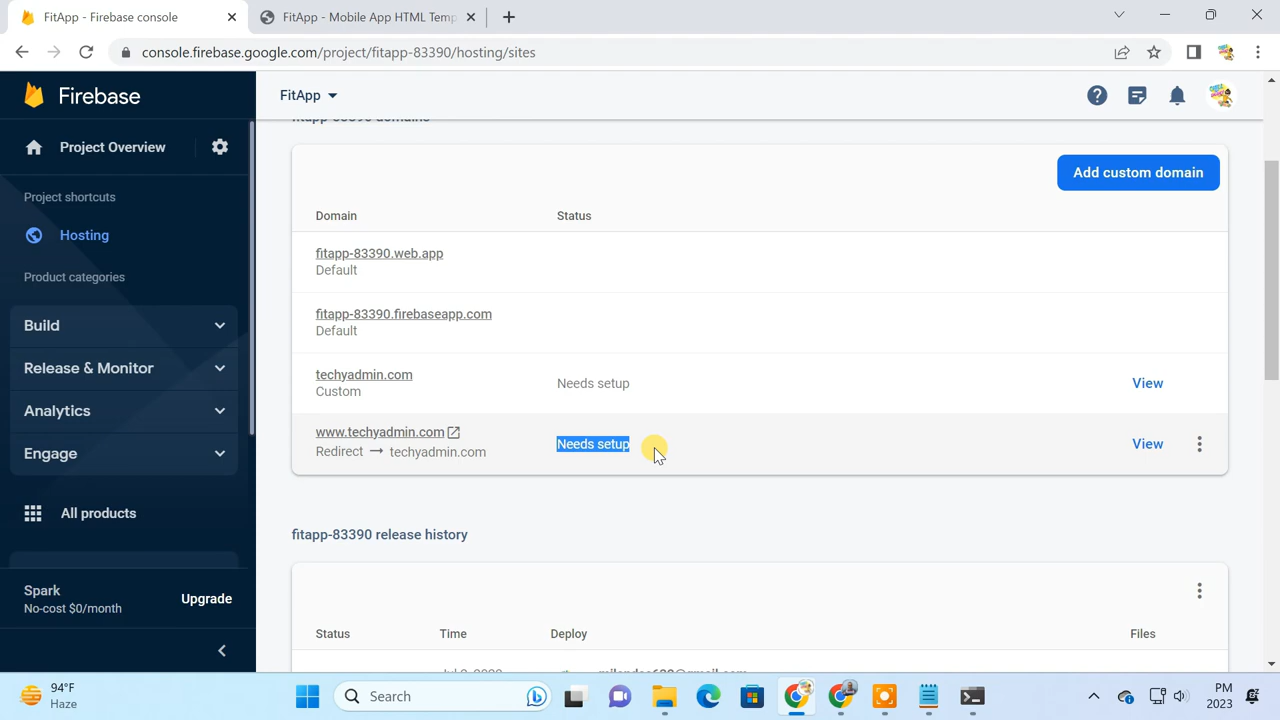 FitApp - Firebase console
FitApp - Mobile App HTML Temp
console.firebase.google.com/project/fitapp-83390/hosting/sites
Firebase
FitApp
Project Overview
fitapp-83390 domains
Add custom domain
Project shortcuts
Domain
Status
Hosting
fitapp-83390.web.app
Default
Product categories
fitapp-83390.firebaseapp.com
Default
Build
Release & Monitor
techyadmin.com
Custom
Needs setup
View
Analytics
www.techyadmin.com
Redirect → techyadmin.com
Needs setup
View
Engage
All products
fitapp-83390 release history
Spark
No-cost $0/month
Upgrade
Status
Time
Deploy
Files
94°F
Haze
Search
PM
2023